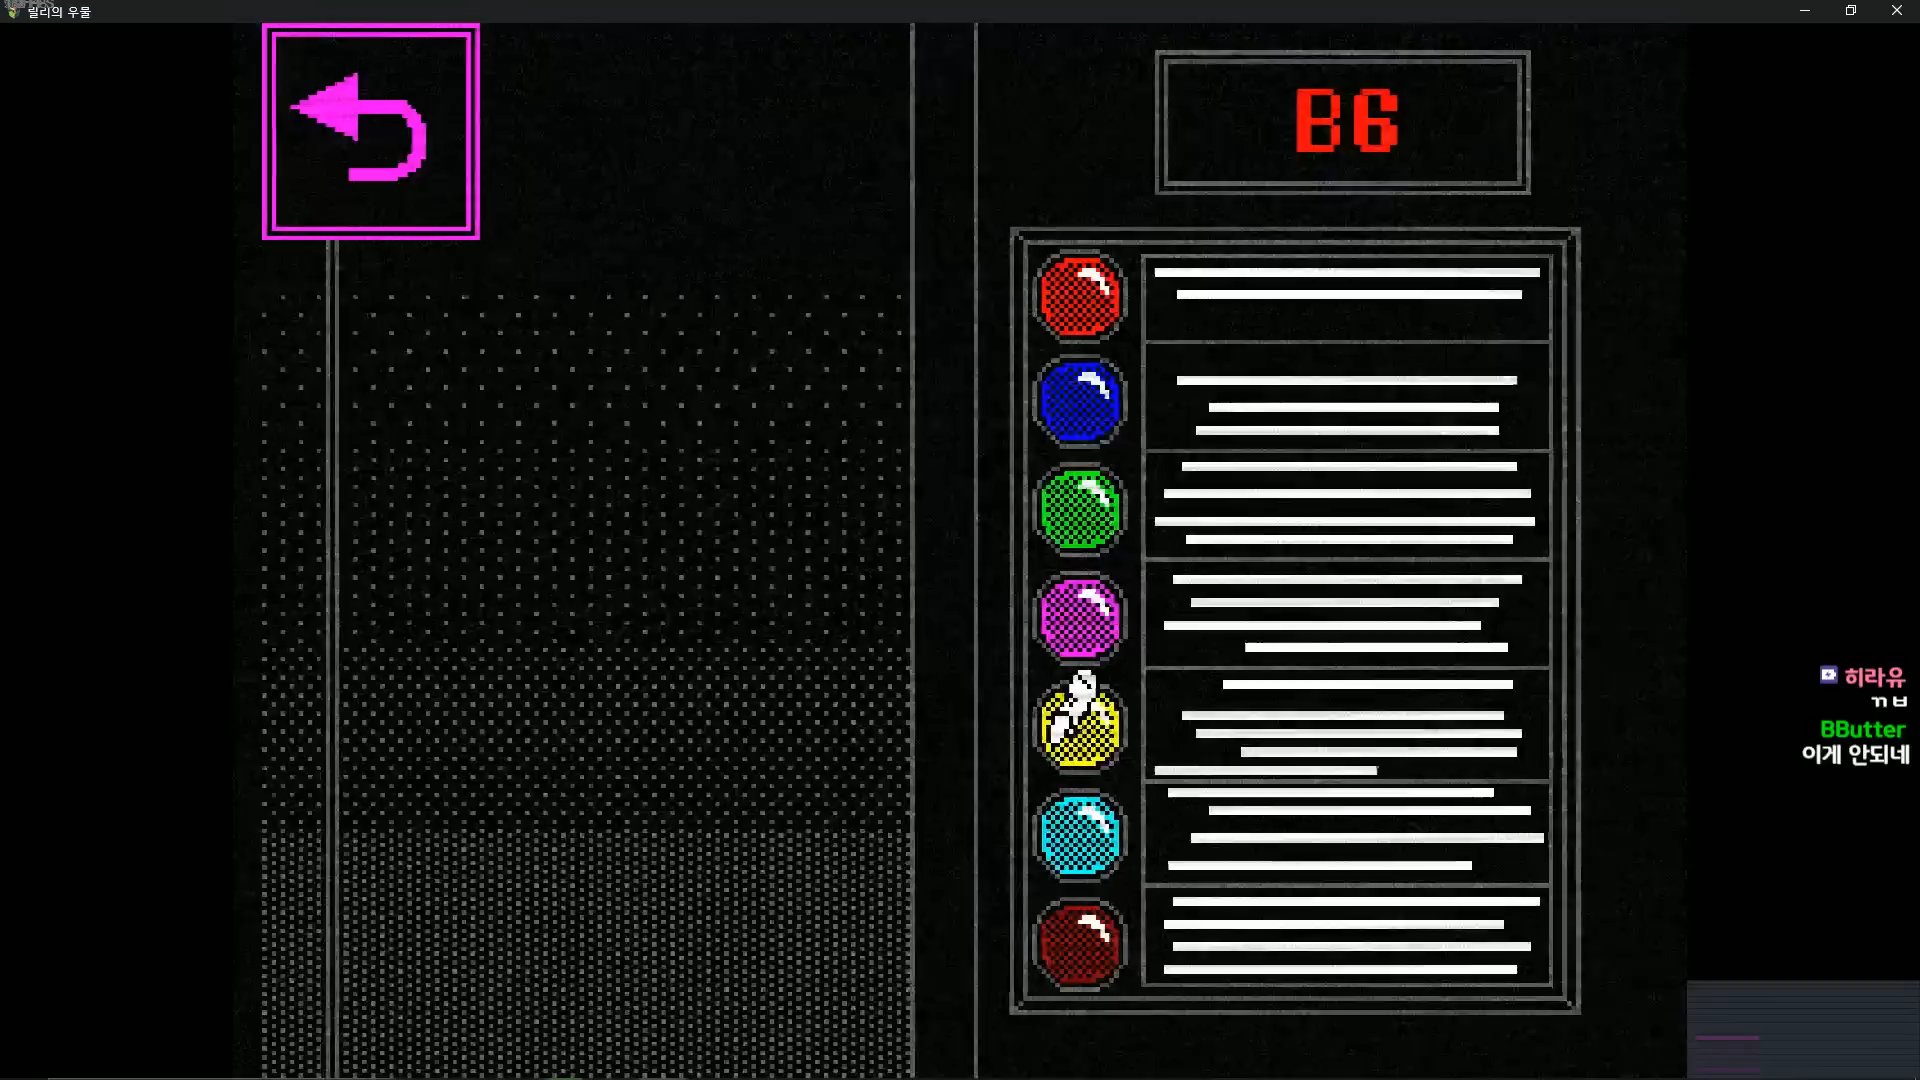 릴리의 우물
B6
히라유
ㄲㅂ
BButter
이게 안되네